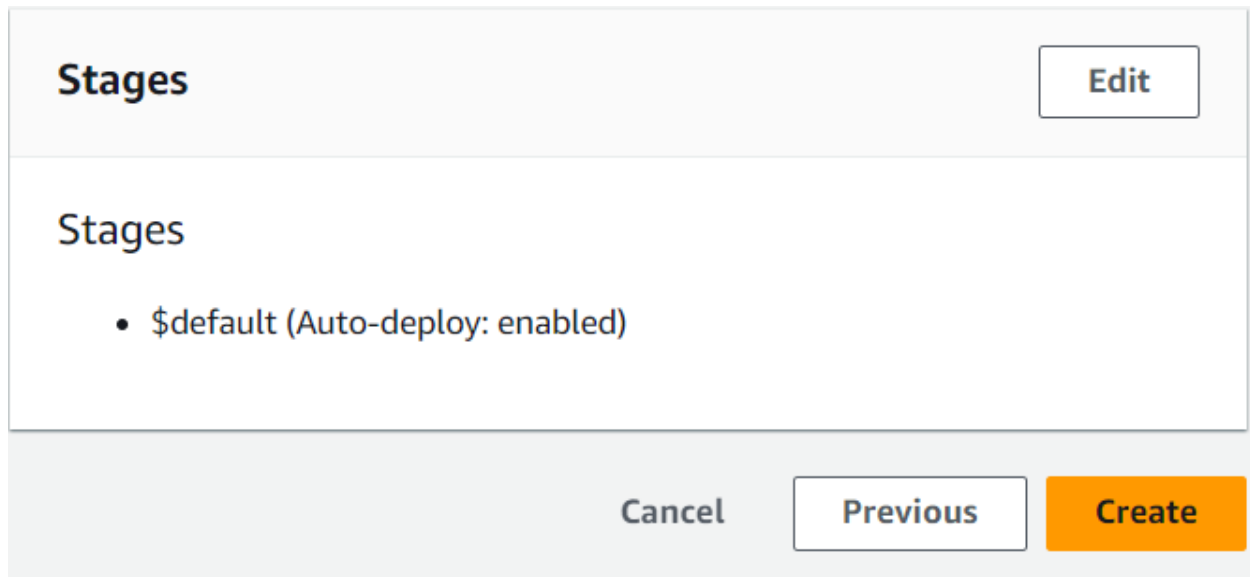 Stages
Edit
Stages
• $default (Auto-deploy: enabled)
Cancel
Previous
Create